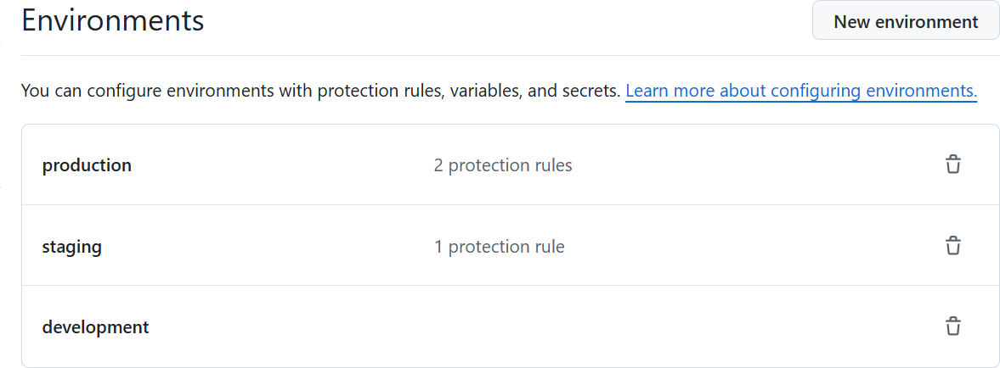 Environments
New environment
You can configure environments with protection rules, variables, and secrets. Learn more about configuring environments.
production
2 protection rules
staging
1 protection rule
development